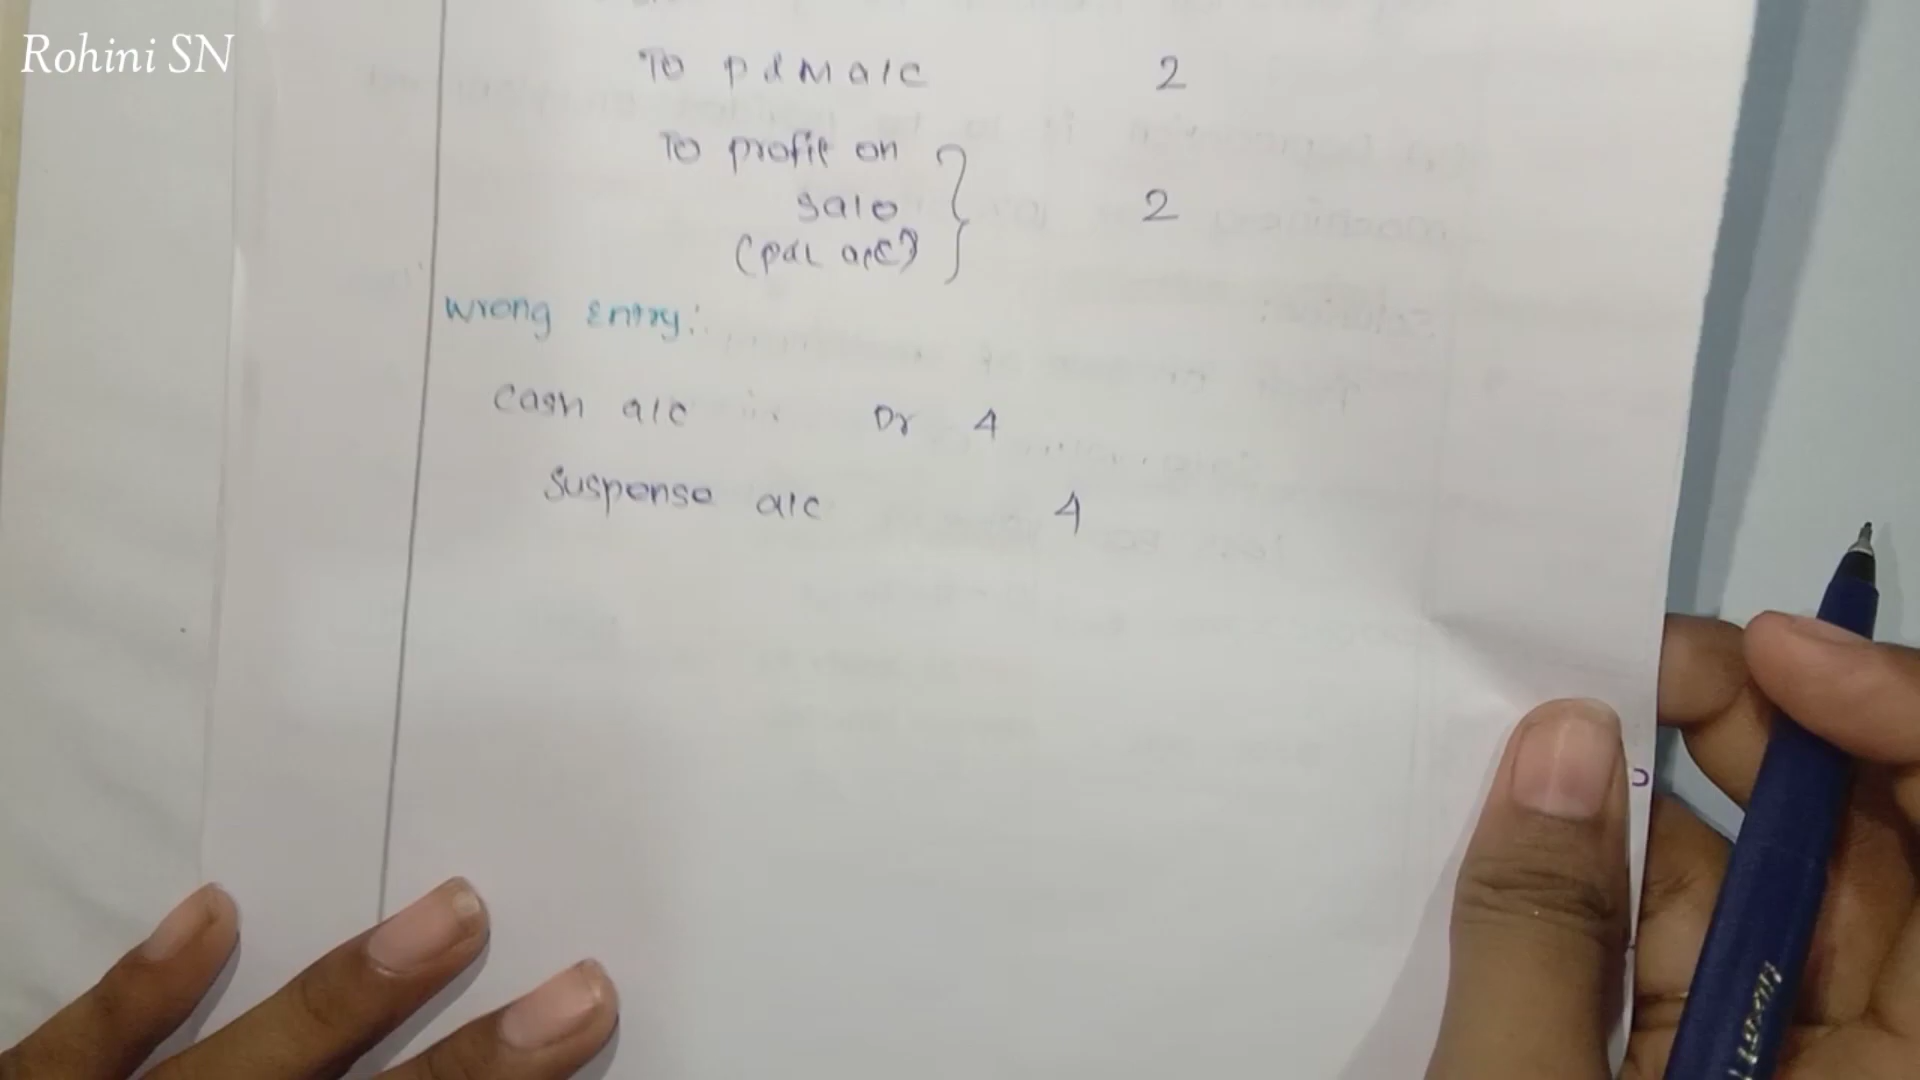 Rohini SN
To P & M a/c 2
To profit on
sale 2
(P&L a/c)
Wrong Entry:
Cash a/c Dr 4
Suspense a/c 4